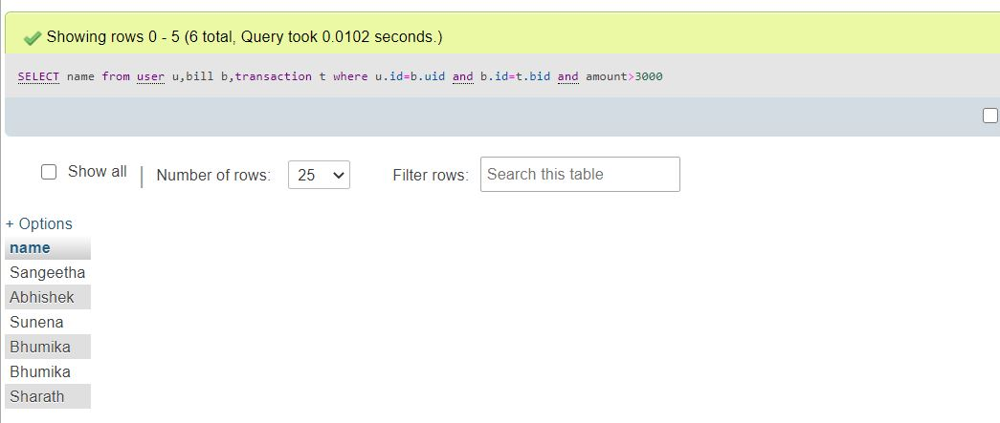 Showing rows 0 - 5 (6 total, Query took 0.0102 seconds.)
SELECT name from user u,bill b,transaction t where u.id=b.uid and b.id=t.bid and amount>3000
Show all | Number of rows: 25 Filter rows: Search this table
+ Options
name
Sangeetha
Abhishek
Sunena
Bhumika
Bhumika
Sharath